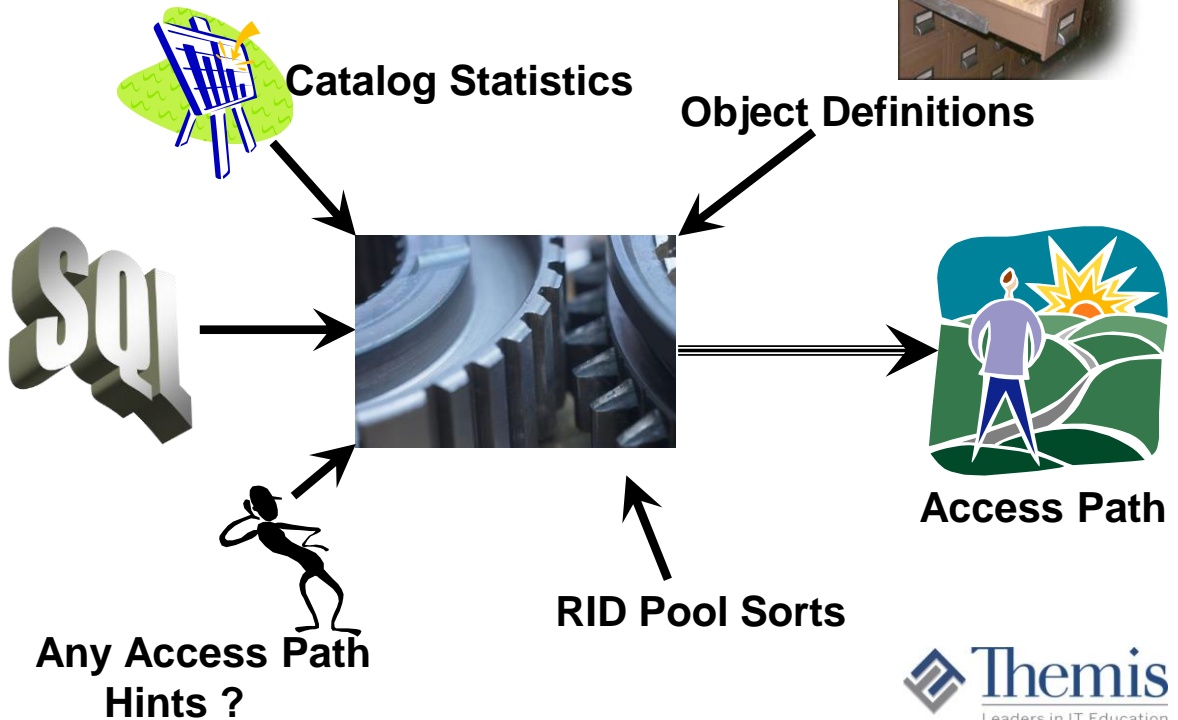 Catalog Statistics
Object Definitions
SQL
Access Path
RID Pool Sorts
Any Access Path
Hints ?
Themis
Leaders in IT Education